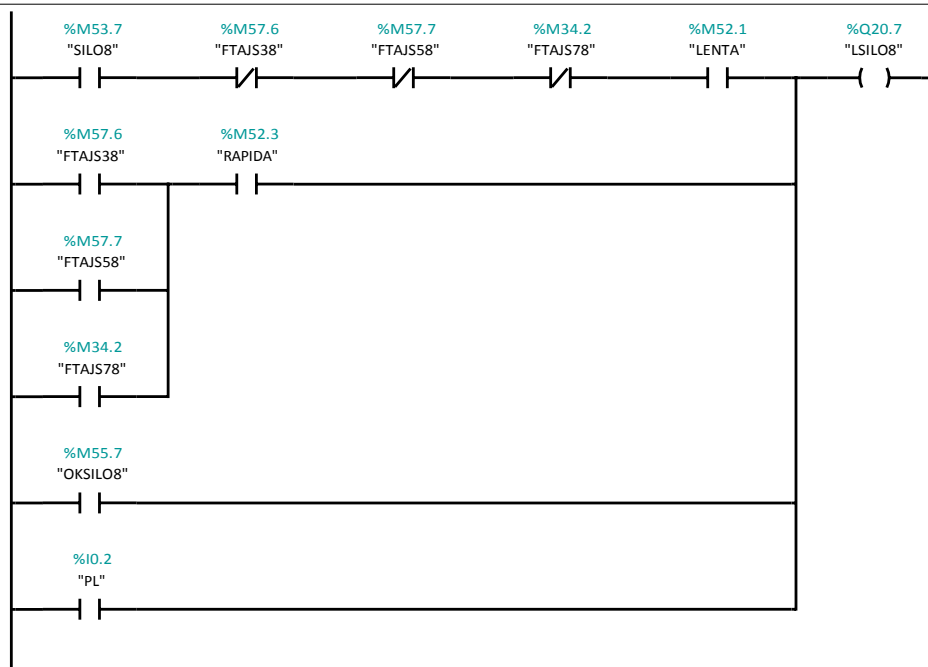 %M53.7 %M57.6 %M57.7 %M34.2 %M52.1 %Q20.7
"SILO8" "FTAJS38" "FTAJS58" "FTAJS78" "LENTA" "LSILO8"
%M57.6 %M52.3
"FTAJS38" "RAPIDA"
%M57.7
"FTAJS58"
%M34.2
"FTAJS78"
%M55.7
"OKSILO8"
%I0.2
"PL"